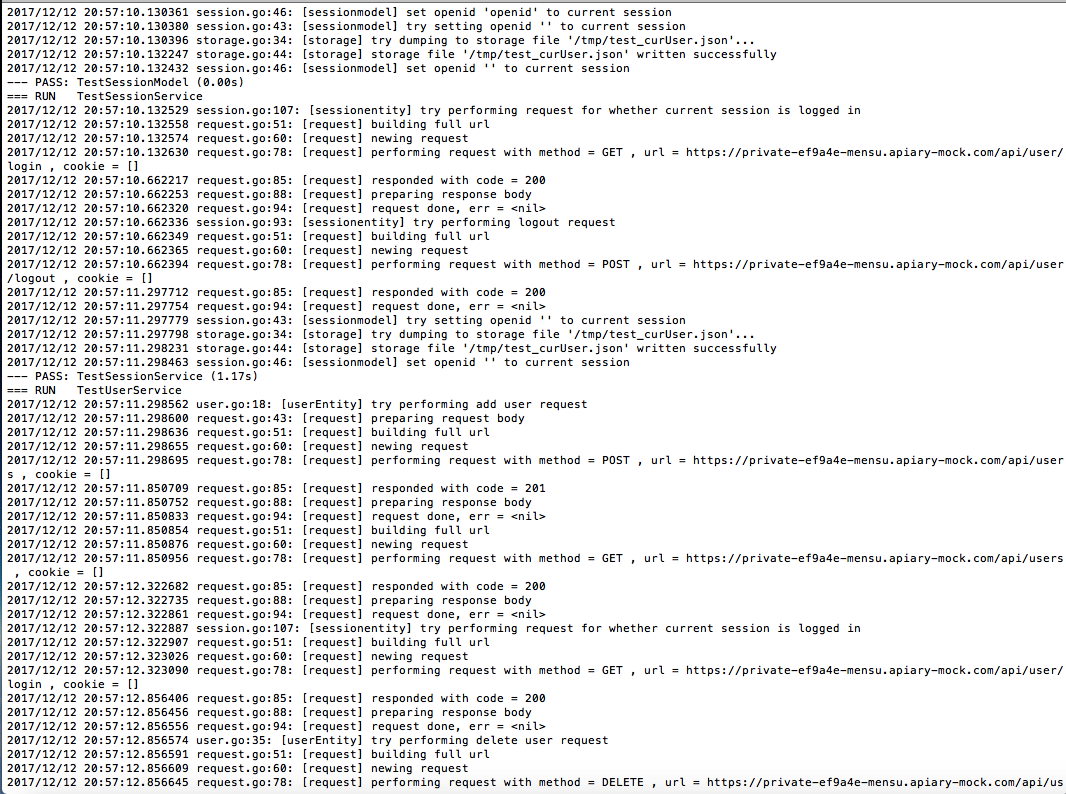 2017/12/12 20:57:10.130361 session.go:46: [sessionmodel] set openid 'openid' to current session
2017/12/12 20:57:10.130380 session.go:43: [sessionmodel] try setting openid '' to current session
2017/12/12 20:57:10.130396 storage.go:34: [storage] try dumping to storage file '/tmp/test_curUser.json'...
2017/12/12 20:57:10.132247 storage.go:44: [storage] storage file '/tmp/test_curUser.json' written successfully
2017/12/12 20:57:10.132432 session.go:46: [sessionmodel] set openid '' to current session
--- PASS: TestSessionModel (0.00s)
=== RUN   TestSessionService
2017/12/12 20:57:10.132529 session.go:107: [sessionentity] try performing request for whether current session is logged in
2017/12/12 20:57:10.132558 request.go:51: [request] building full url
2017/12/12 20:57:10.132574 request.go:60: [request] newing request
2017/12/12 20:57:10.132630 request.go:78: [request] performing request with method = GET , url = https://private-ef9a4e-mensu.apiary-mock.com/api/user/
login , cookie = []
2017/12/12 20:57:10.662217 request.go:85: [request] responded with code = 200
2017/12/12 20:57:10.662253 request.go:88: [request] preparing response body
2017/12/12 20:57:10.662320 request.go:94: [request] request done, err = <nil>
2017/12/12 20:57:10.662336 session.go:93: [sessionentity] try performing logout request
2017/12/12 20:57:10.662349 request.go:51: [request] building full url
2017/12/12 20:57:10.662365 request.go:60: [request] newing request
2017/12/12 20:57:10.662394 request.go:78: [request] performing request with method = POST , url = https://private-ef9a4e-mensu.apiary-mock.com/api/user
/logout , cookie = []
2017/12/12 20:57:11.297712 request.go:85: [request] responded with code = 200
2017/12/12 20:57:11.297754 request.go:94: [request] request done, err = <nil>
2017/12/12 20:57:11.297779 session.go:43: [sessionmodel] try setting openid '' to current session
2017/12/12 20:57:11.297798 storage.go:34: [storage] try dumping to storage file '/tmp/test_curUser.json'...
2017/12/12 20:57:11.298231 storage.go:44: [storage] storage file '/tmp/test_curUser.json' written successfully
2017/12/12 20:57:11.298463 session.go:46: [sessionmodel] set openid '' to current session
--- PASS: TestSessionService (1.17s)
=== RUN   TestUserService
2017/12/12 20:57:11.298562 user.go:18: [userEntity] try performing add user request
2017/12/12 20:57:11.298600 request.go:43: [request] preparing request body
2017/12/12 20:57:11.298636 request.go:51: [request] building full url
2017/12/12 20:57:11.298655 request.go:60: [request] newing request
2017/12/12 20:57:11.298695 request.go:78: [request] performing request with method = POST , url = https://private-ef9a4e-mensu.apiary-mock.com/api/user
s , cookie = []
2017/12/12 20:57:11.850709 request.go:85: [request] responded with code = 201
2017/12/12 20:57:11.850752 request.go:88: [request] preparing response body
2017/12/12 20:57:11.850833 request.go:94: [request] request done, err = <nil>
2017/12/12 20:57:11.850854 request.go:51: [request] building full url
2017/12/12 20:57:11.850876 request.go:60: [request] newing request
2017/12/12 20:57:11.850956 request.go:78: [request] performing request with method = GET , url = https://private-ef9a4e-mensu.apiary-mock.com/api/users
 , cookie = []
2017/12/12 20:57:12.322682 request.go:85: [request] responded with code = 200
2017/12/12 20:57:12.322735 request.go:88: [request] preparing response body
2017/12/12 20:57:12.322861 request.go:94: [request] request done, err = <nil>
2017/12/12 20:57:12.322887 session.go:107: [sessionentity] try performing request for whether current session is logged in
2017/12/12 20:57:12.322907 request.go:51: [request] building full url
2017/12/12 20:57:12.323026 request.go:60: [request] newing request
2017/12/12 20:57:12.323090 request.go:78: [request] performing request with method = GET , url = https://private-ef9a4e-mensu.apiary-mock.com/api/user/
login , cookie = []
2017/12/12 20:57:12.856406 request.go:85: [request] responded with code = 200
2017/12/12 20:57:12.856456 request.go:88: [request] preparing response body
2017/12/12 20:57:12.856556 request.go:94: [request] request done, err = <nil>
2017/12/12 20:57:12.856574 user.go:35: [userEntity] try performing delete user request
2017/12/12 20:57:12.856591 request.go:51: [request] building full url
2017/12/12 20:57:12.856609 request.go:60: [request] newing request
2017/12/12 20:57:12.856645 request.go:78: [request] performing request with method = DELETE , url = https://private-ef9a4e-mensu.apiary-mock.com/api/us